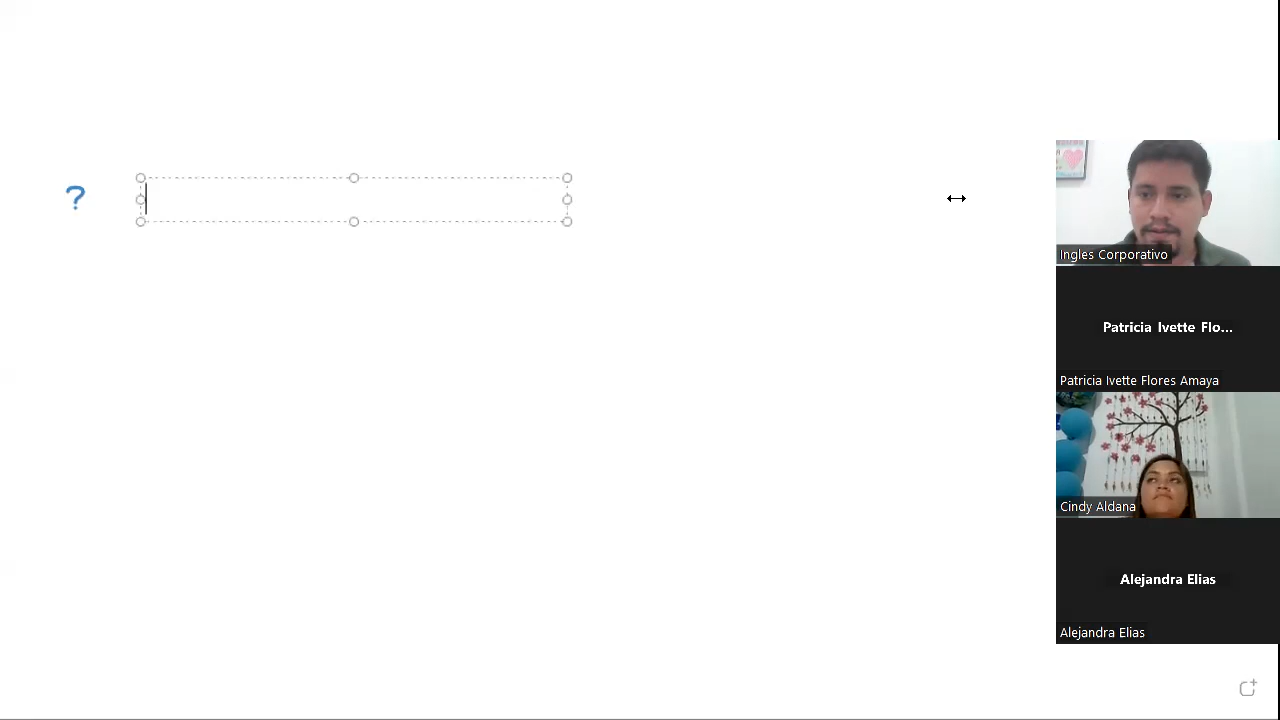 ?
Ingles Corporativo
Patricia Ivette Flo...
Patricia Ivette Flores Amaya
Cindy Aldana
Alejandra Elias
Alejandra Elias